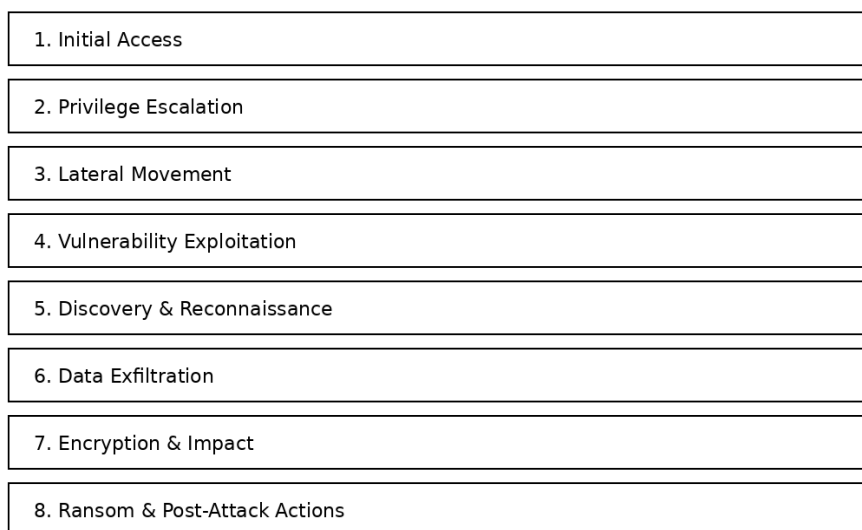 1. Initial Access
2. Privilege Escalation
3. Lateral Movement
4. Vulnerability Exploitation
5. Discovery & Reconnaissance
6. Data Exfiltration
7. Encryption & Impact
8. Ransom & Post-Attack Actions